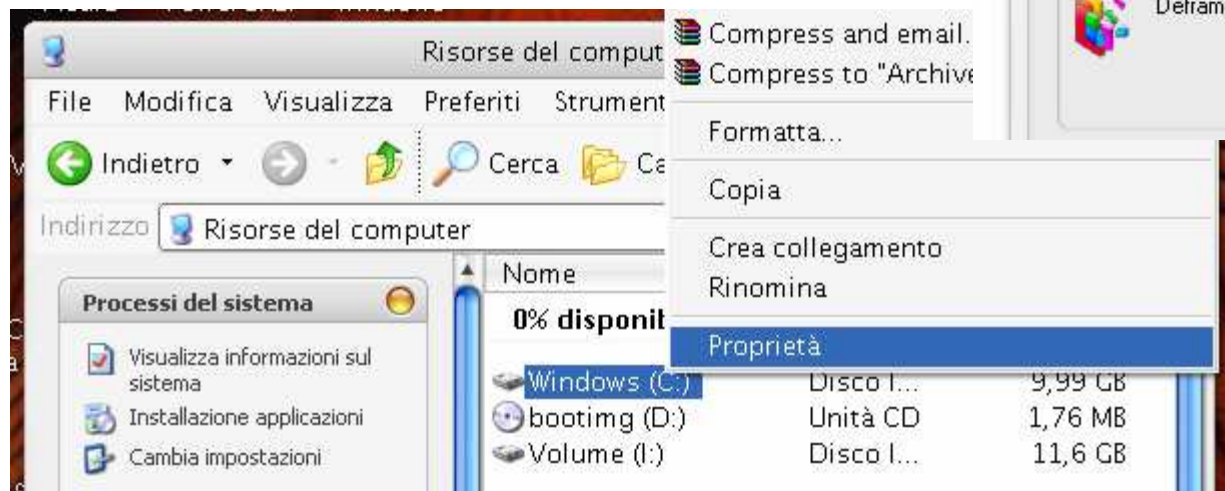 Risorse del comput
File Modifica Visualizza Preferiti Strument
Indietro Cerca Ca
Indirizzo Risorse del computer
Processi del sistema
Visualizza informazioni sul
sistema
Installazione applicazioni
Cambia impostazioni
Nome
0% disponib
Windows (C:) Disco l... 9,99 GB
bootimg (D:) Unità CD 1,76 MB
Volume (I:) Disco l... 11,6 GB
Compress and email.
Compress to "Archive
Formatta...
Copia
Crea collegamento
Rinomina
Proprietà
Defram